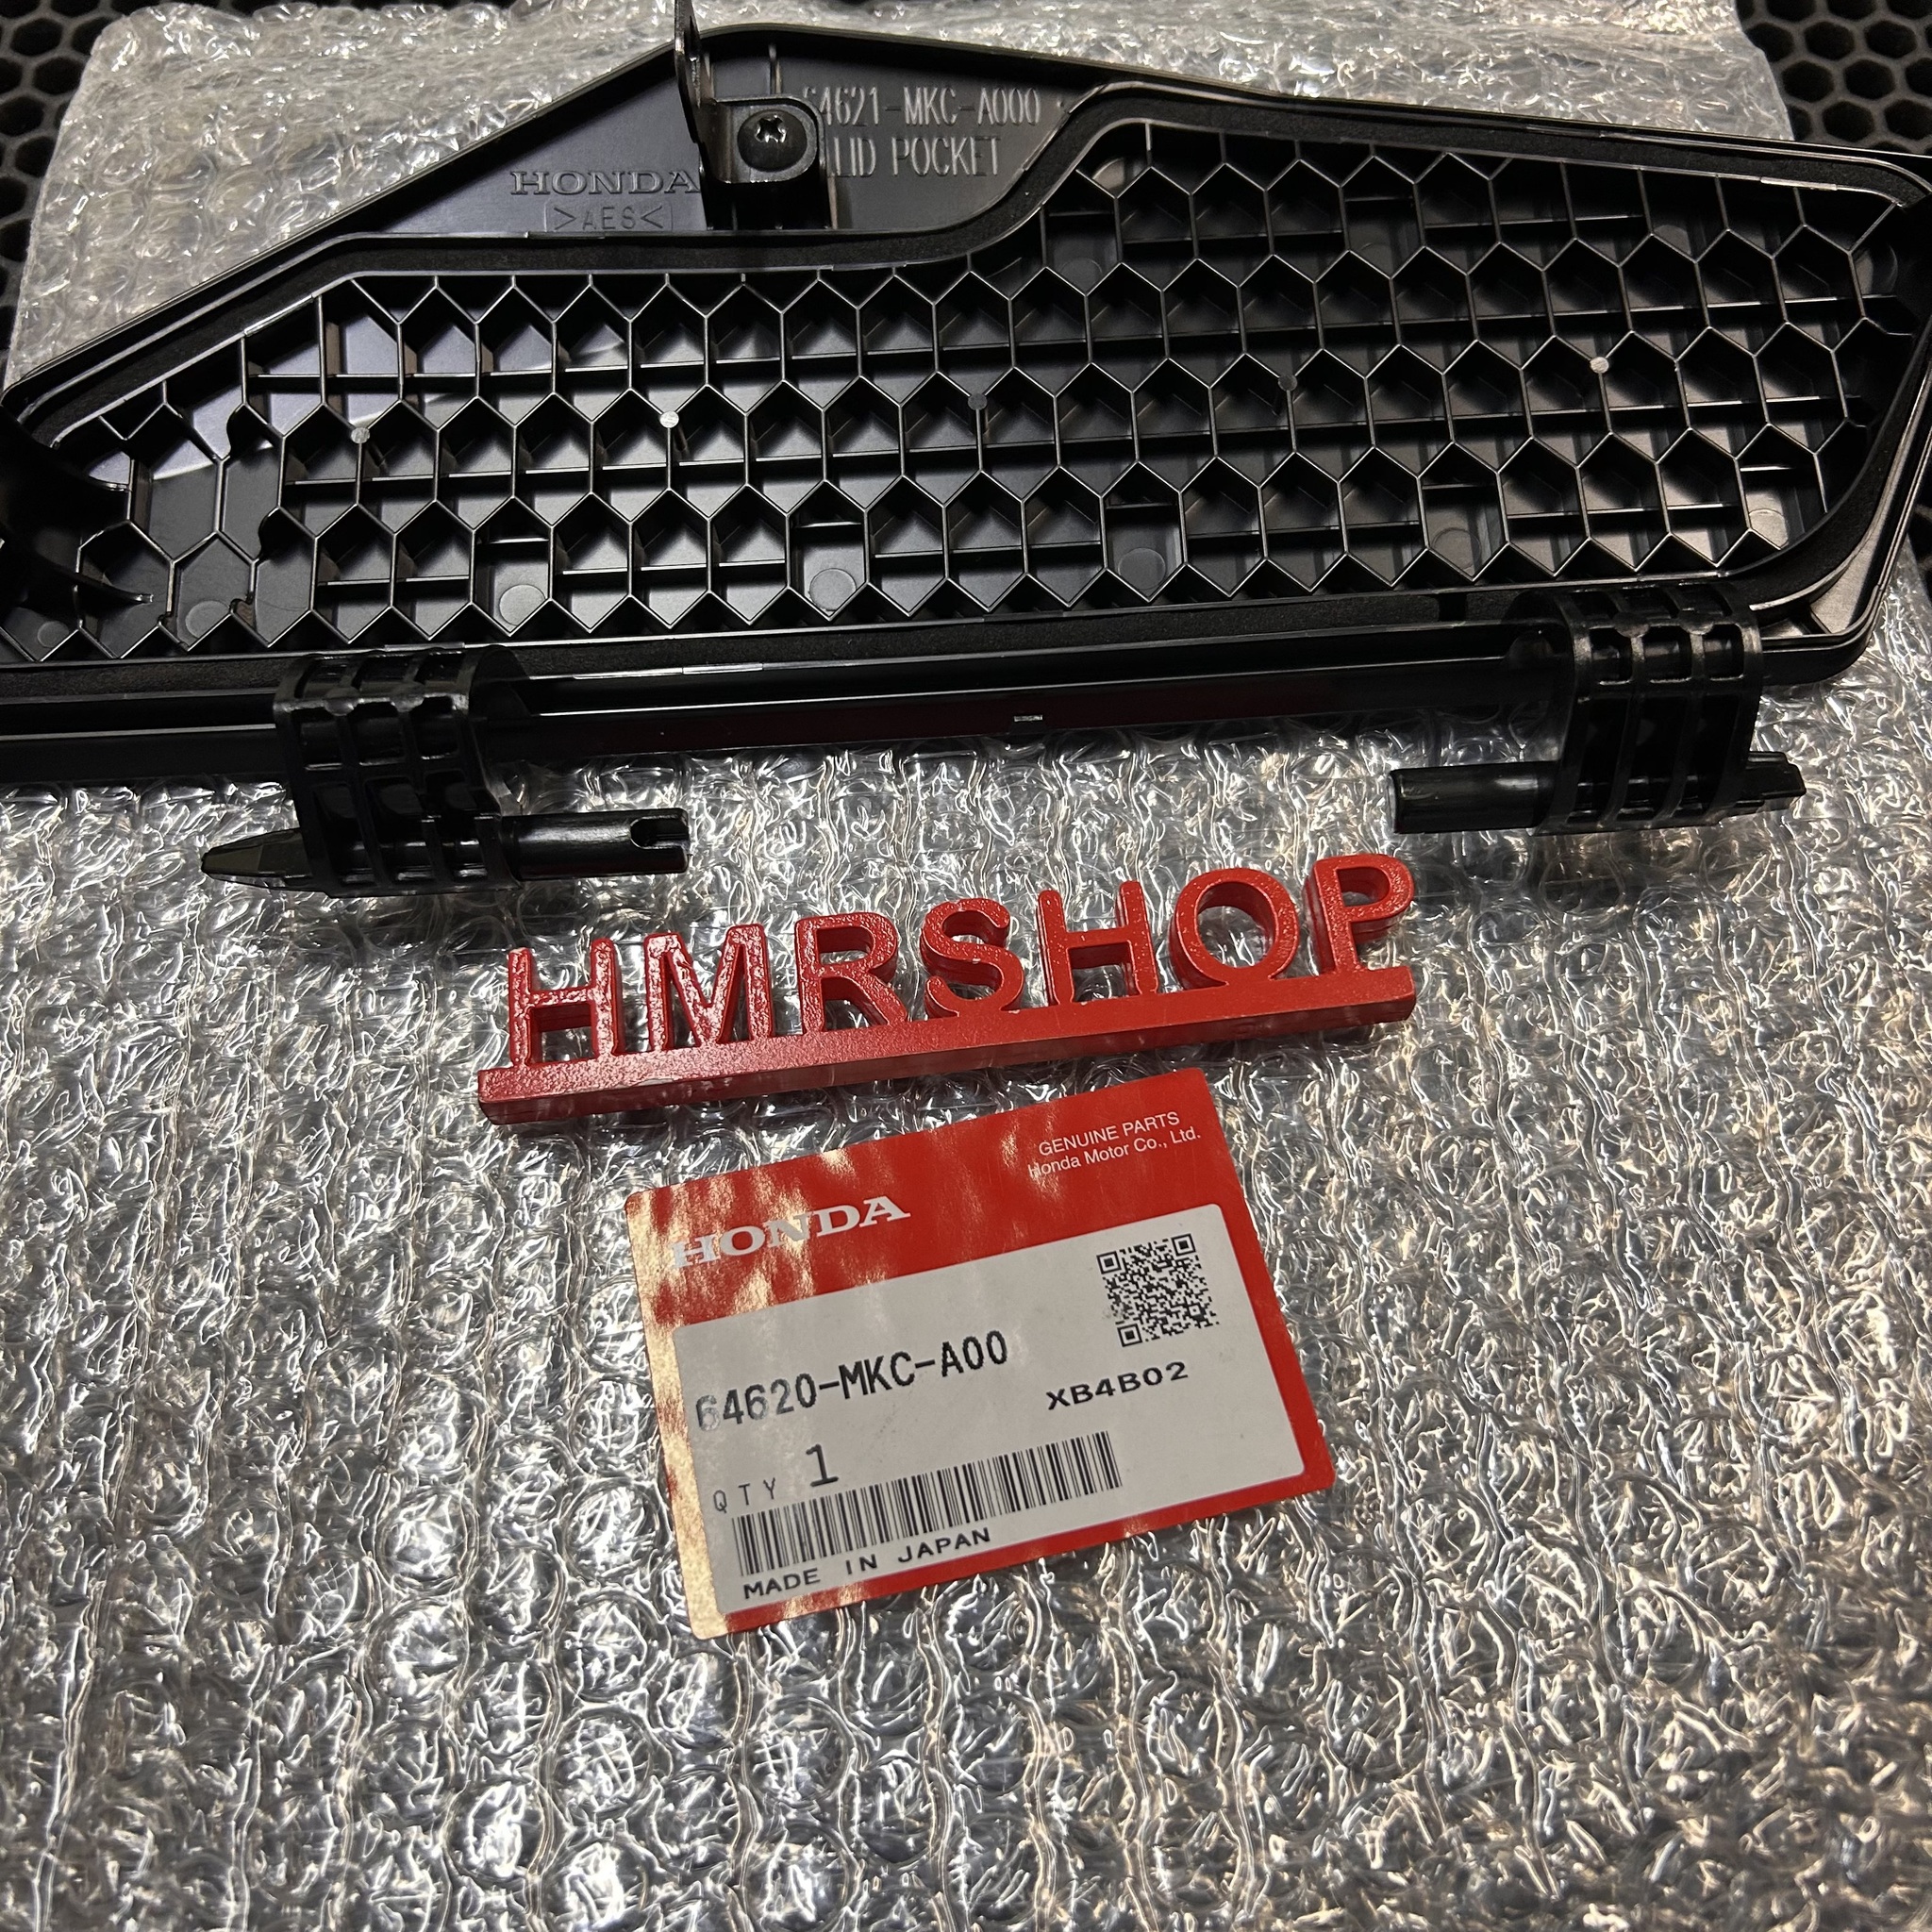 64621-MKC-A000
LID POCKET
HONDA
>AES<
HMRSHOP
GENUINE PARTS
Honda Motor Co., Ltd.
HONDA
64620-MKC-A00
XB4B02
QTY 1
MADE IN JAPAN